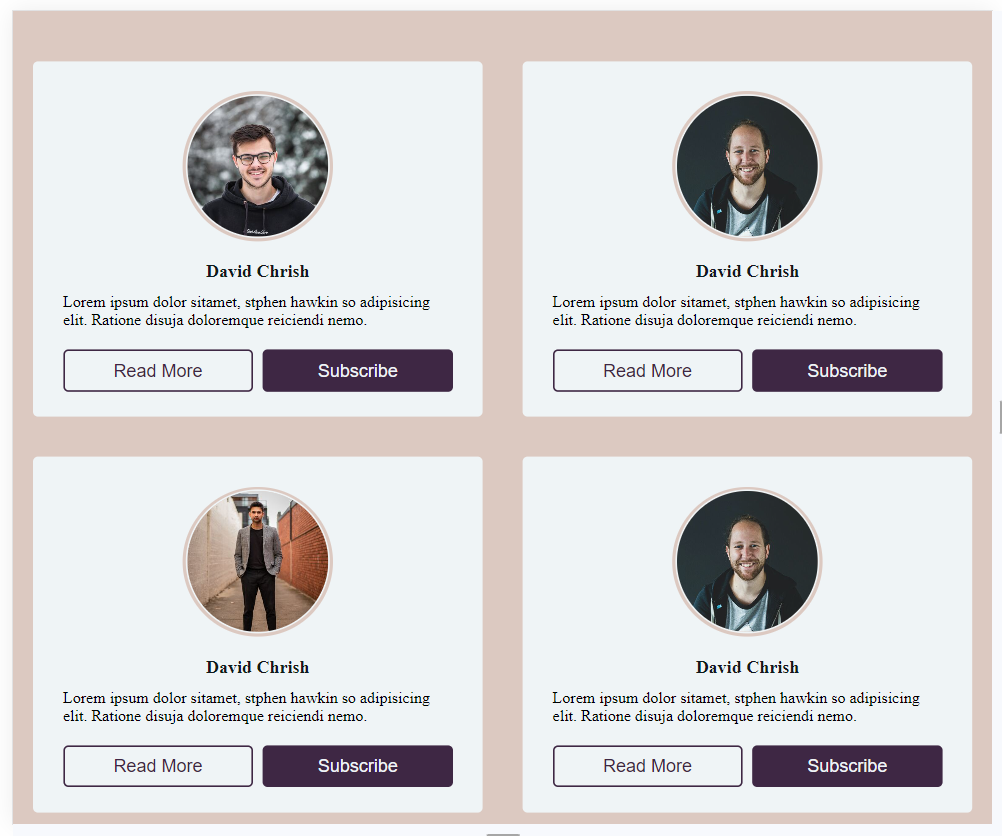 David Chrish
Lorem ipsum dolor sitamet, stphen hawkin so adipisicing
elit. Ratione disuja doloremque reiciendi nemo.
Read More
Subscribe
David Chrish
Lorem ipsum dolor sitamet, stphen hawkin so adipisicing
elit. Ratione disuja doloremque reiciendi nemo.
Read More
Subscribe
David Chrish
Lorem ipsum dolor sitamet, stphen hawkin so adipisicing
elit. Ratione disuja doloremque reiciendi nemo.
Read More
Subscribe
David Chrish
Lorem ipsum dolor sitamet, stphen hawkin so adipisicing
elit. Ratione disuja doloremque reiciendi nemo.
Read More
Subscribe